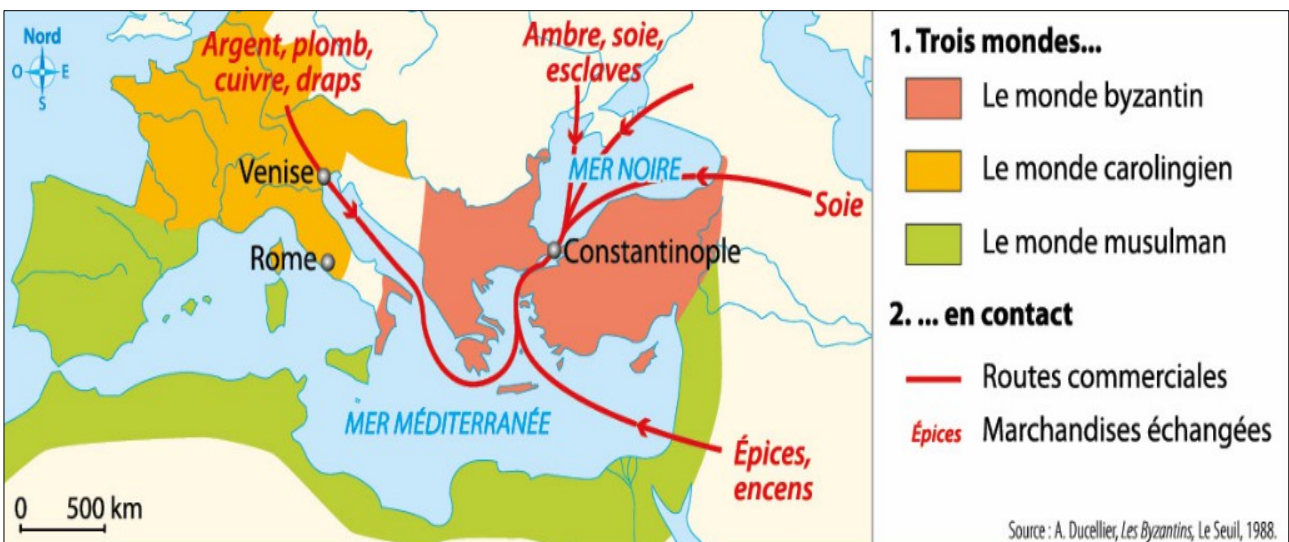 Nord
O
E
S
Argent, plomb,
cuivre, draps
Ambre, soie,
esclaves
Venise
MER NOIRE
Soie
Rome
Constantinople
MER MÉDITERRANÉE
Épices,
encens
0 500 km
1. Trois mondes...
Le monde byzantin
Le monde carolingien
Le monde musulman
2. ... en contact
Routes commerciales
Épices Marchandises échangées
Source : A. Ducellier, Les Byzantins, Le Seuil, 1988.